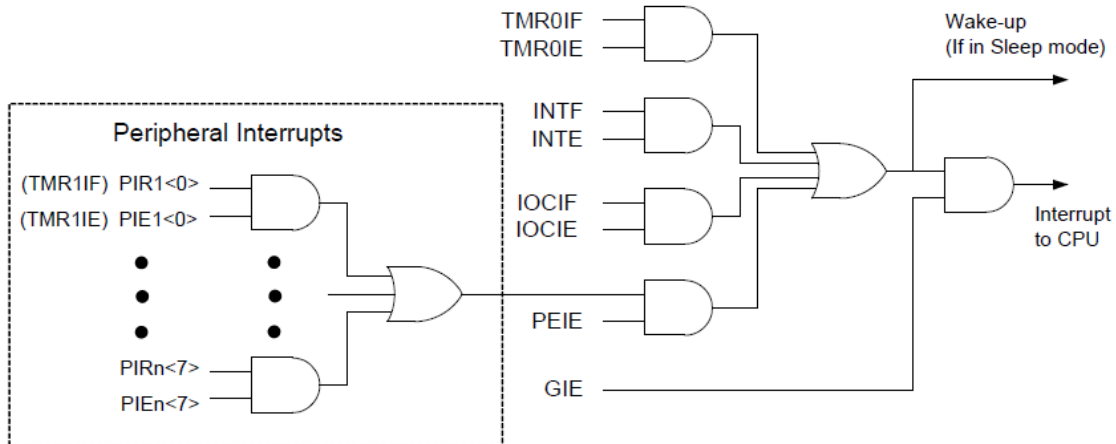 TMR0IF
TMR0IE
Wake-up
(If in Sleep mode)
INTF
INTE
Peripheral Interrupts
(TMR1IF) PIR1<0>
(TMR1IE) PIE1<0>
IOCIF
IOCIE
Interrupt
to CPU
PEIE
PIRn<7>
PIEn<7>
GIE